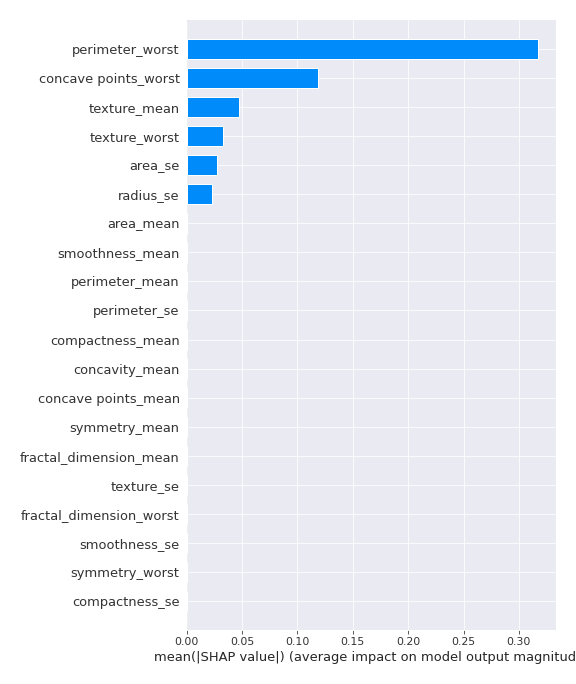 perimeter_worst
concave points_worst
texture_mean
texture_worst
area_se
radius_se
area_mean
smoothness_mean
perimeter_mean
perimeter_se
compactness_mean
concavity_mean
concave points_mean
symmetry_mean
fractal_dimension_mean
texture_se
fractal_dimension_worst
smoothness_se
symmetry_worst
compactness_se
0.00 0.05 0.10 0.15 0.20 0.25 0.30
mean(|SHAP value|) (average impact on model output magnitud